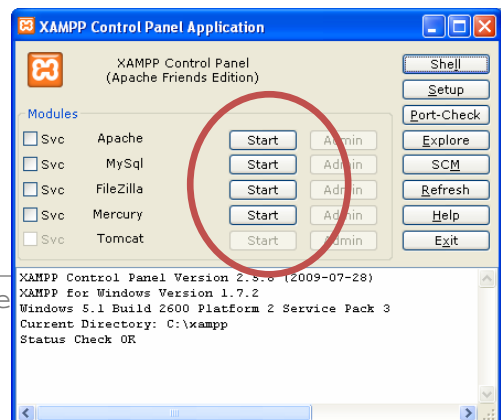 XAMPP Control Panel Application
XAMPP Control Panel
(Apache Friends Edition)
Shell
Setup
Modules
Port-Check
Svc Apache Start Admin Explore
Svc MySql Start Admin SCM
Svc FileZilla Start Admin Refresh
Svc Mercury Start Admin Help
Svc Tomcat Start Admin Exit
XAMPP Control Panel Version (2009-07-28)
XAMPP for Windows Version 1.7.2
Windows 5.1 Build 2600 Platform 2 Service Pack 3
Current Directory: C:\xampp
Status Check OK